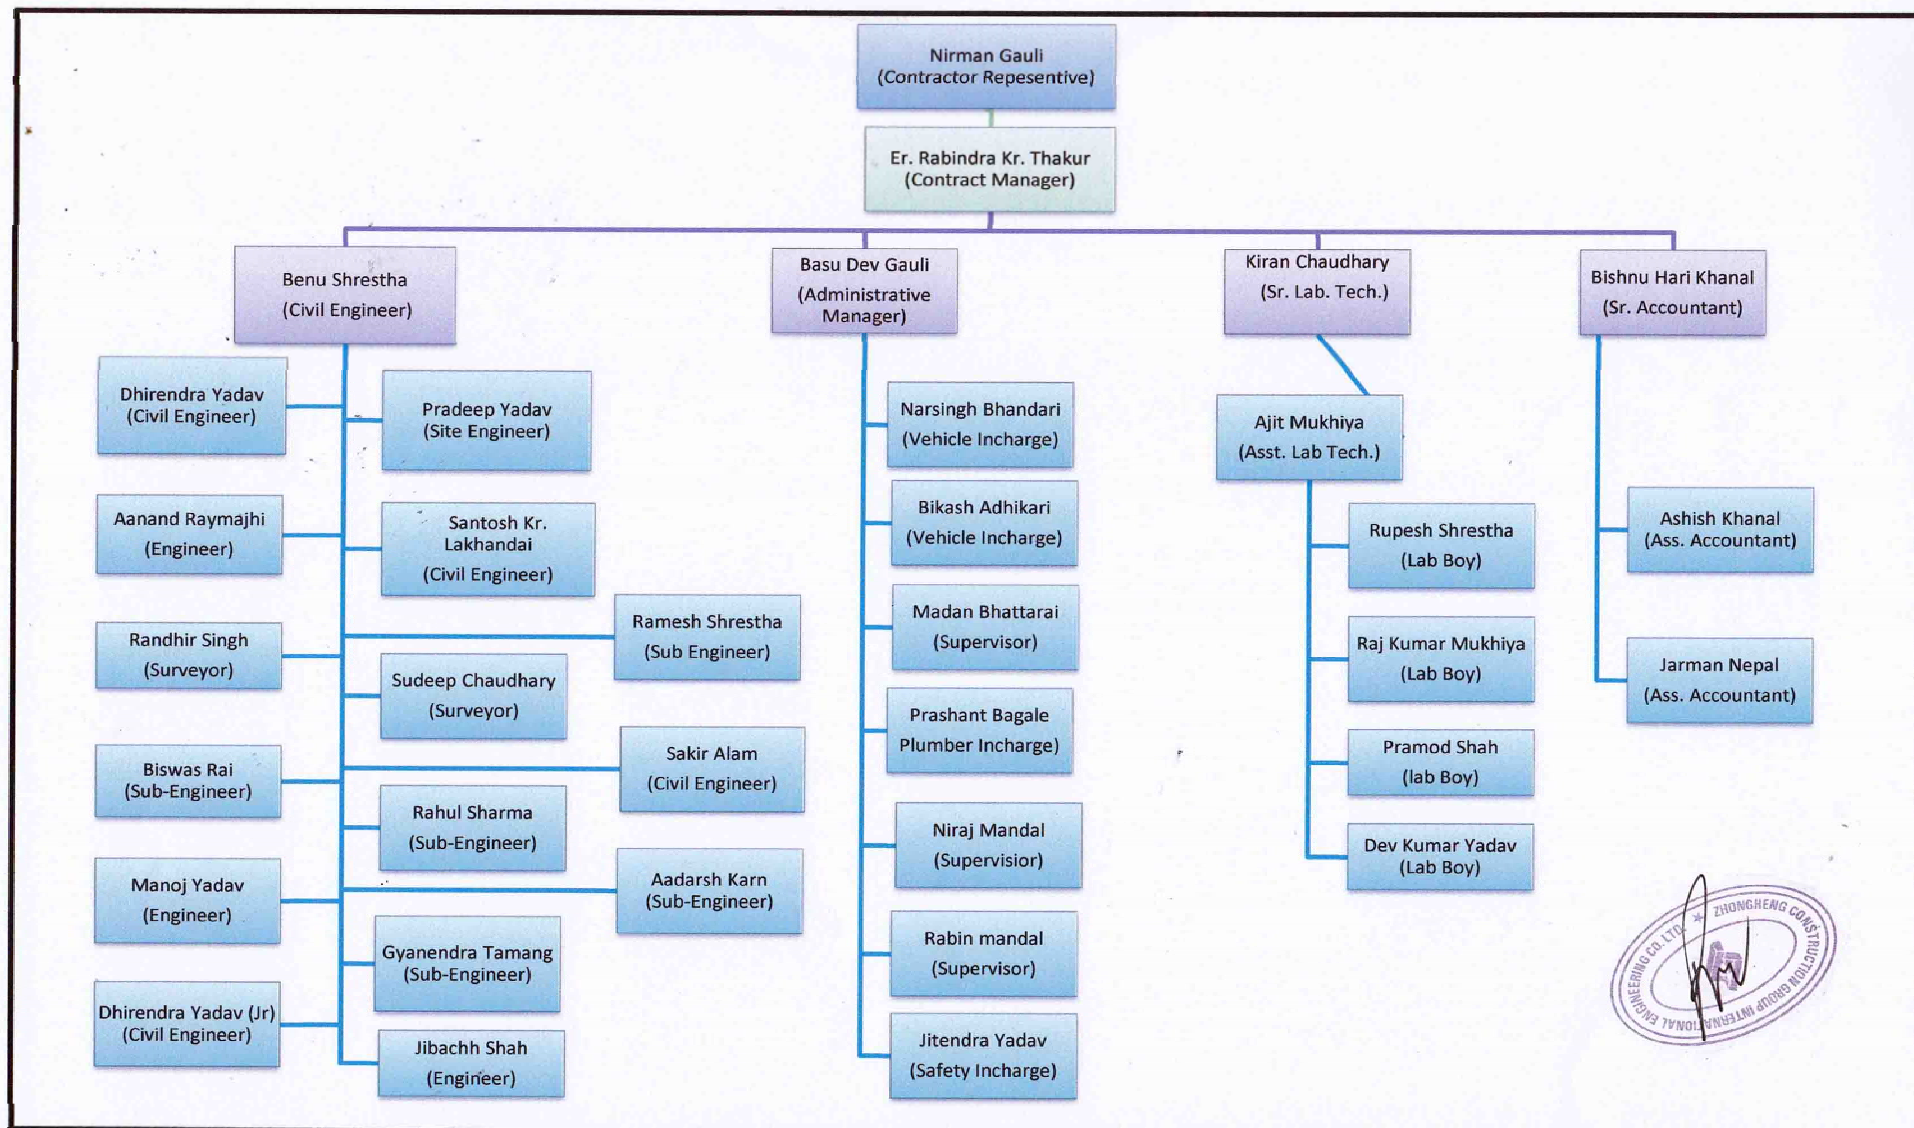 Nirman Gauli
(Contractor Repesentive)
Er. Rabindra Kr. Thakur
(Contract Manager)
Benu Shrestha
(Civil Engineer)
Basu Dev Gauli
(Administrative
Manager)
Kiran Chaudhary
(Sr. Lab. Tech.)
Bishnu Hari Khanal
(Sr. Accountant)
Dhirendra Yadav
(Civil Engineer)
Pradeep Yadav
(Site Engineer)
Aanand Raymajhi
(Engineer)
Santosh Kr.
Lakhandai
(Civil Engineer)
Ramesh Shrestha
(Sub Engineer)
Randhir Singh
(Surveyor)
Sudeep Chaudhary
(Surveyor)
Sakir Alam
(Civil Engineer)
Biswas Rai
(Sub-Engineer)
Rahul Sharma
(Sub-Engineer)
Aadarsh Karn
(Sub-Engineer)
Manoj Yadav
(Engineer)
Gyanendra Tamang
(Sub-Engineer)
Dhirendra Yadav (Jr)
(Civil Engineer)
Jibachh Shah
(Engineer)
Narsingh Bhandari
(Vehicle Incharge)
Bikash Adhikari
(Vehicle Incharge)
Madan Bhattarai
(Supervisor)
Prashant Bagale
Plumber Incharge)
Niraj Mandal
(Supervisior)
Rabin mandal
(Supervisor)
Jitendra Yadav
(Safety Incharge)
Ajit Mukhiya
(Asst. Lab Tech.)
Rupesh Shrestha
(Lab Boy)
Raj Kumar Mukhiya
(Lab Boy)
Pramod Shah
(lab Boy)
Dev Kumar Yadav
(Lab Boy)
Ashish Khanal
(Ass. Accountant)
Jarman Nepal
(Ass. Accountant)
ZHONGHENG CONSTRUCTION GROUP INTERNATIONAL ENGINEERING CO. LTD.